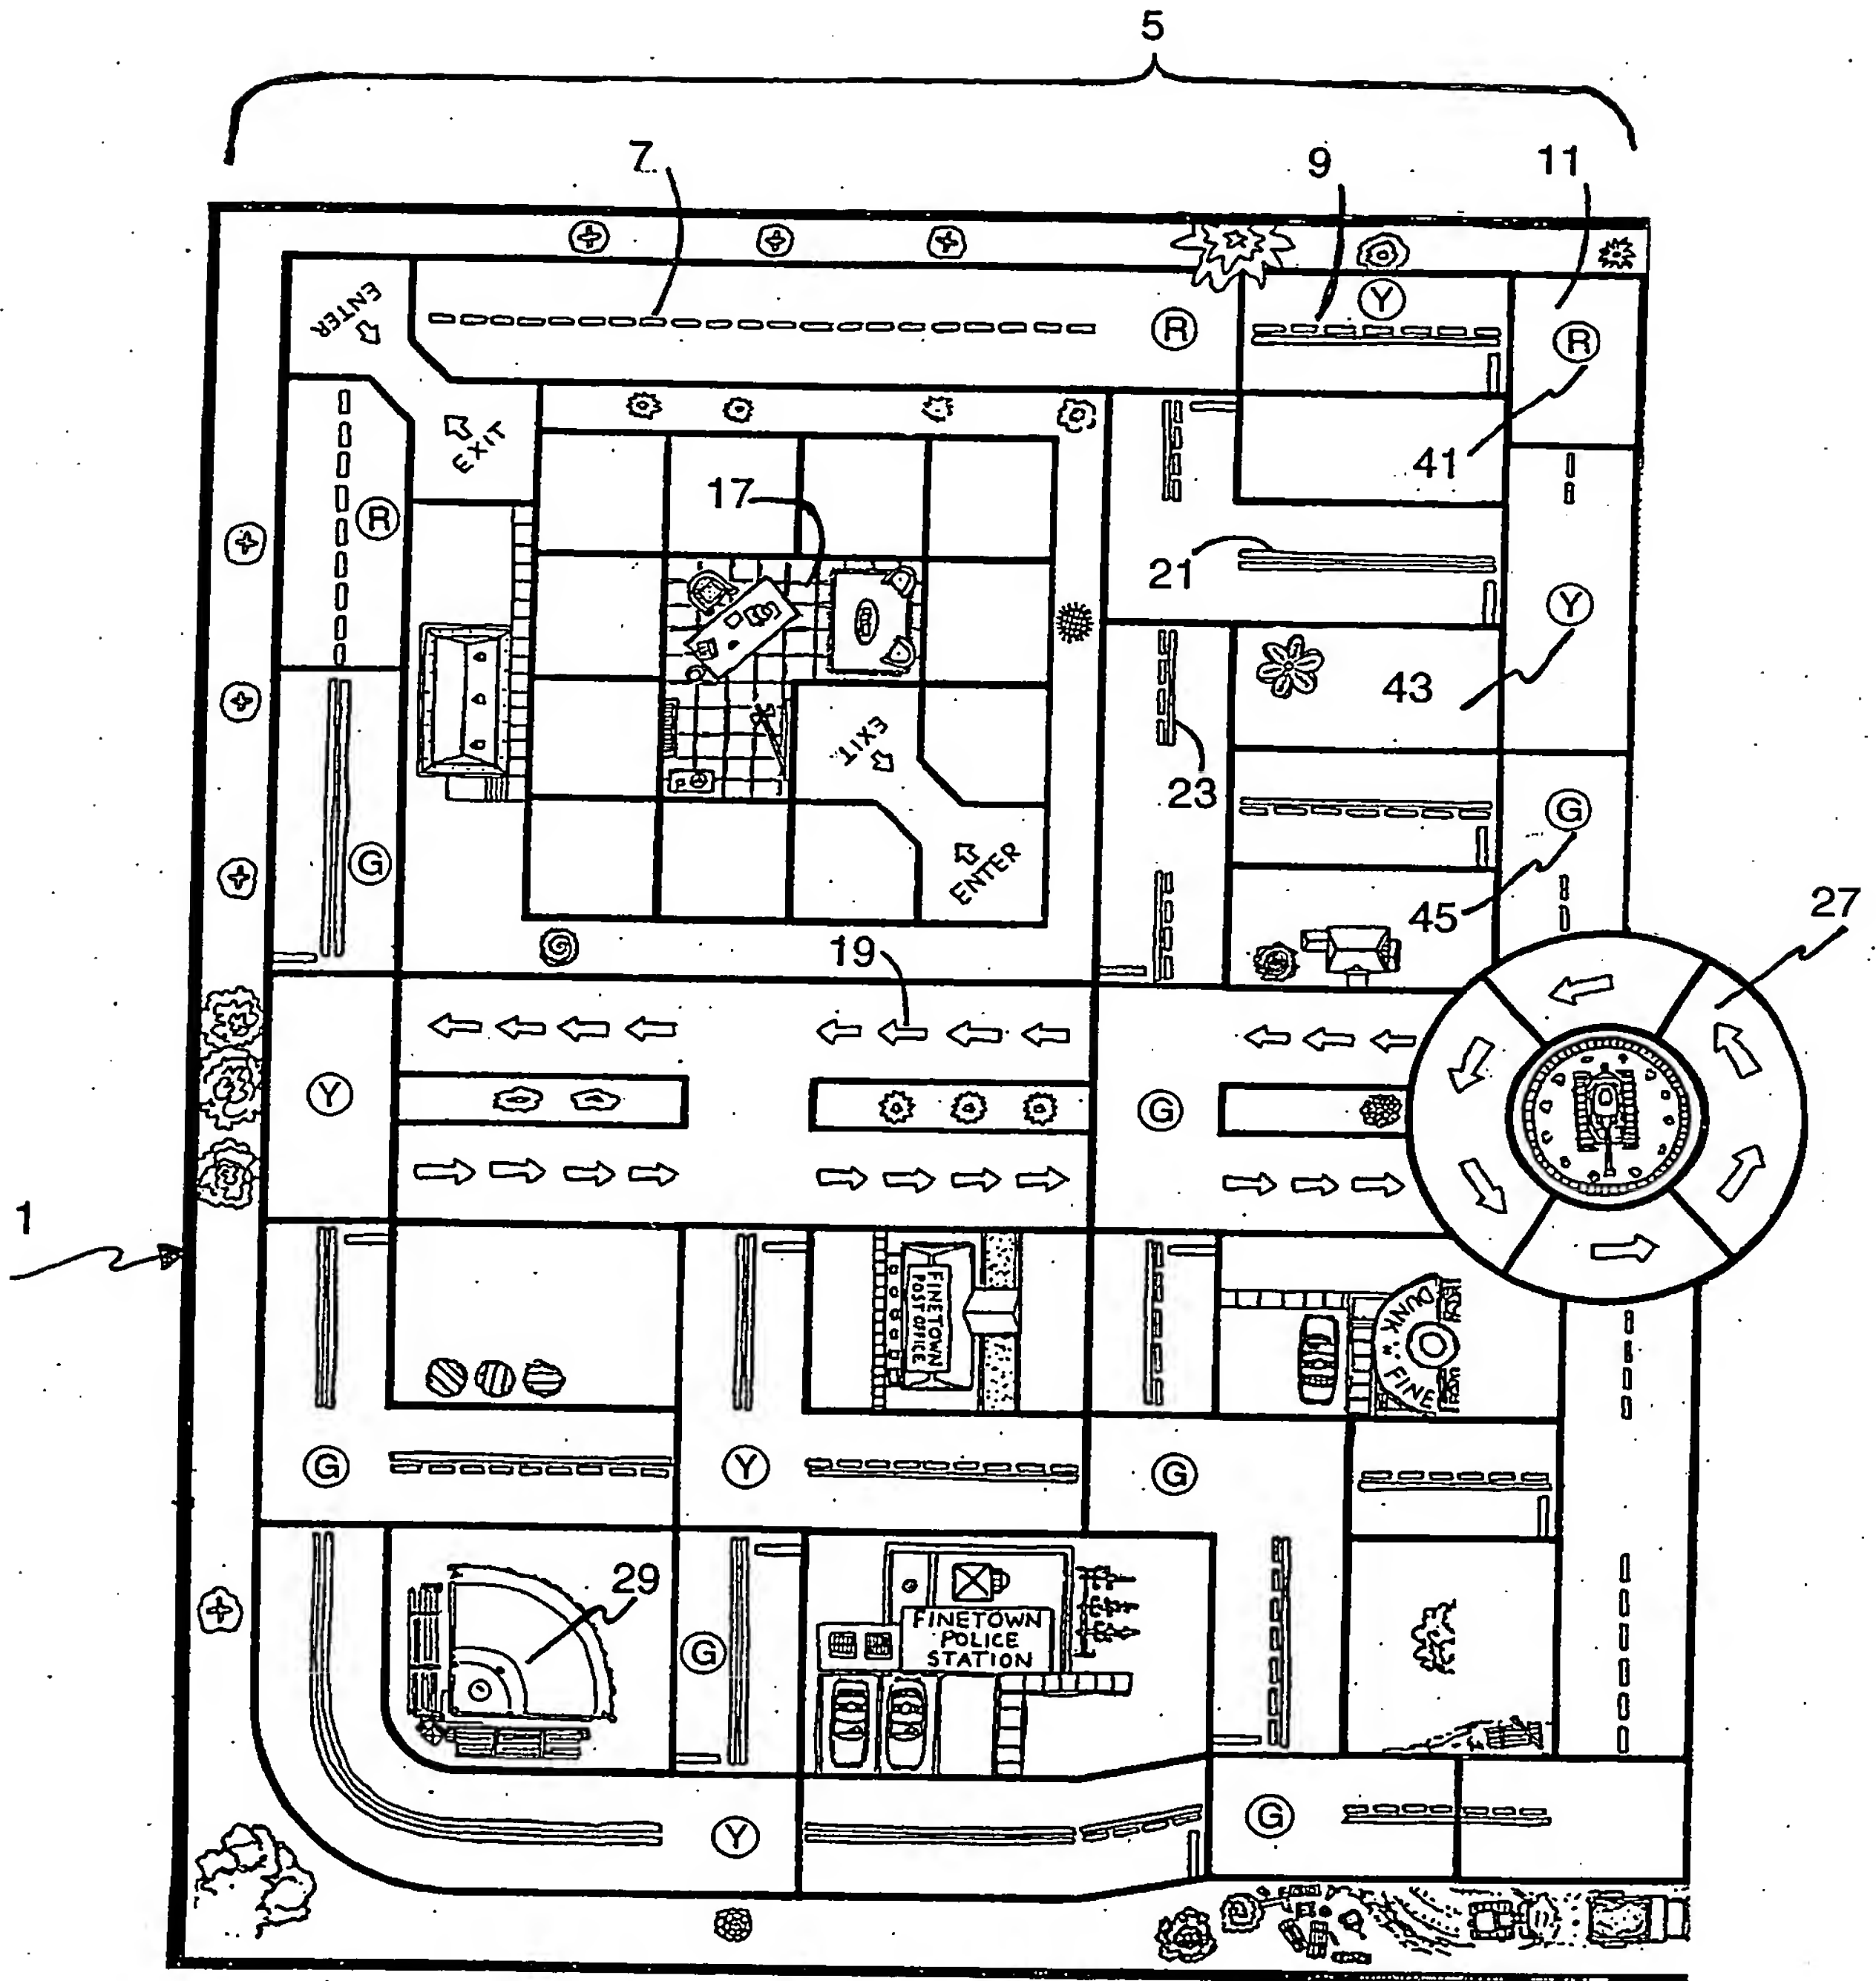 5
7
9
11
ENTER
Y
R
R
EXIT
41
17
R
21
Y
43
EXIT
23
G
G
ENTER
45
27
19
Y
G
1
FINETOWN
POST OFFICE
DUNK
"N"
FINE
G
Y
G
29
G
FINETOWN
POLICE
STATION
Y
G